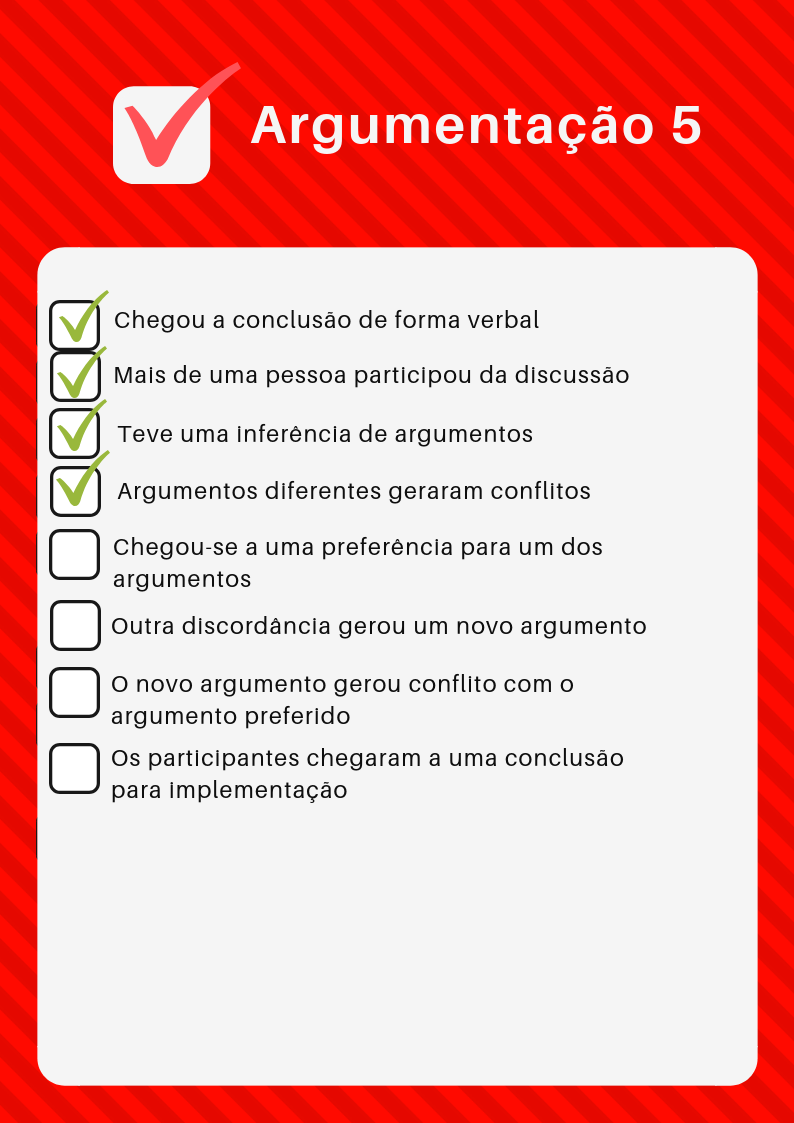 Argumentação 5
Chegou a conclusão de forma verbal
Mais de uma pessoa participou da discussão
Teve uma inferência de argumentos
Argumentos diferentes geraram conflitos
Chegou-se a uma preferência para um dos
argumentos
Outra discordância gerou um novo argumento
O novo argumento gerou conflito com o
argumento preferido
Os participantes chegaram a uma conclusão
para implementação